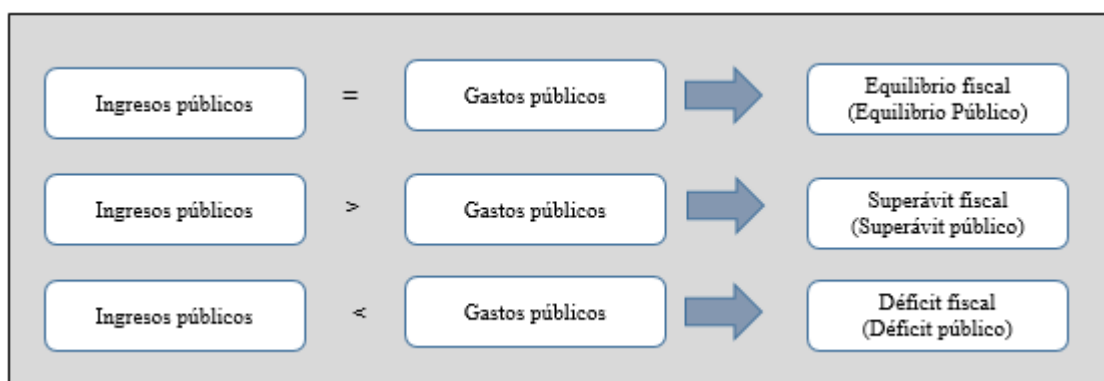 Ingresos públicos = Gastos públicos Equilibrio fiscal
(Equilibrio Público)
Ingresos públicos > Gastos públicos Superávit fiscal
(Superávit público)
Ingresos públicos < Gastos públicos Déficit fiscal
(Déficit público)